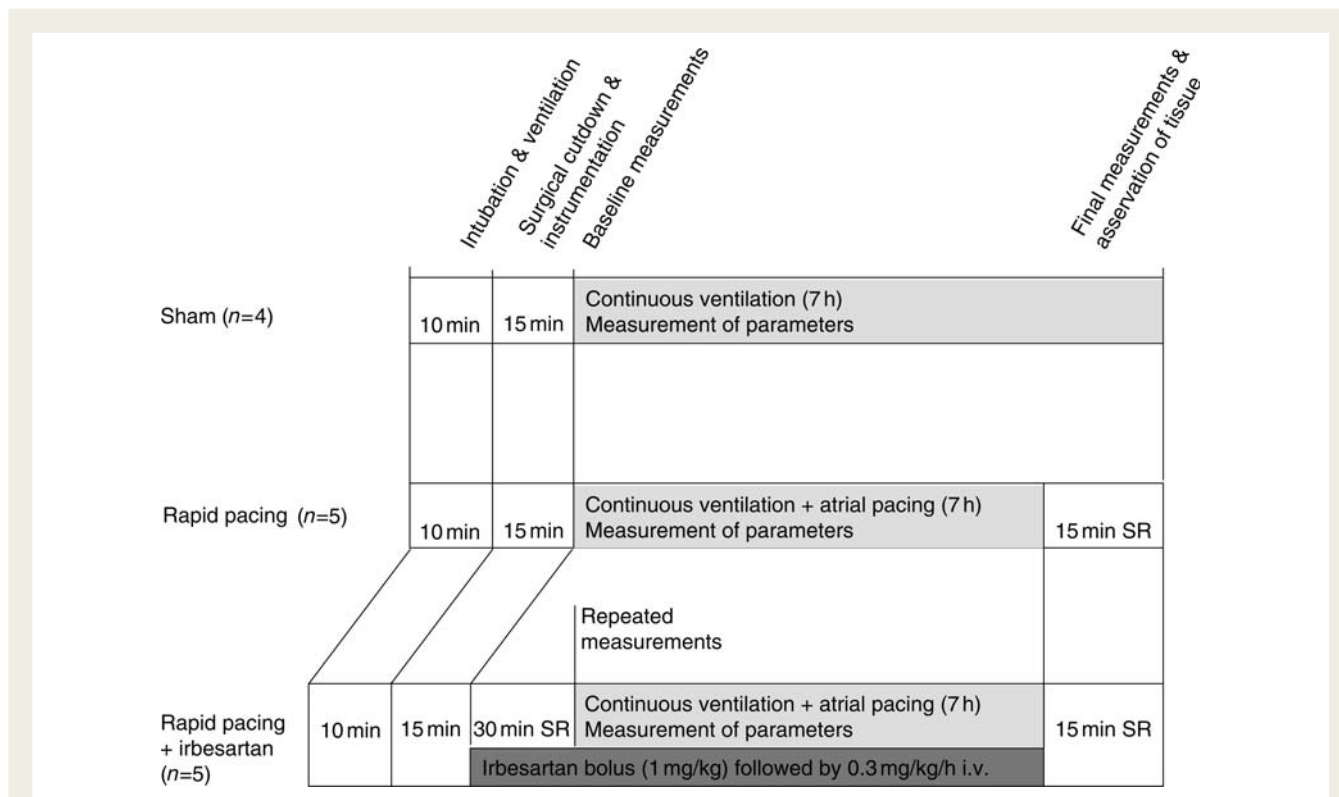 Intubation & ventilation
Surgical cutdown &
instrumentation
Baseline measurements
Final measurements &
asservation of tissue
Sham (n=4)
10 min
15 min
Continuous ventilation (7 h)
Measurement of parameters
Rapid pacing (n=5)
10 min
15 min
Continuous ventilation + atrial pacing (7 h)
Measurement of parameters
15 min SR
Repeated
measurements
Rapid pacing
+ irbesartan
(n=5)
10 min
15 min
30 min SR
Continuous ventilation + atrial pacing (7 h)
Measurement of parameters
15 min SR
Irbesartan bolus (1 mg/kg) followed by 0.3 mg/kg/h i.v.